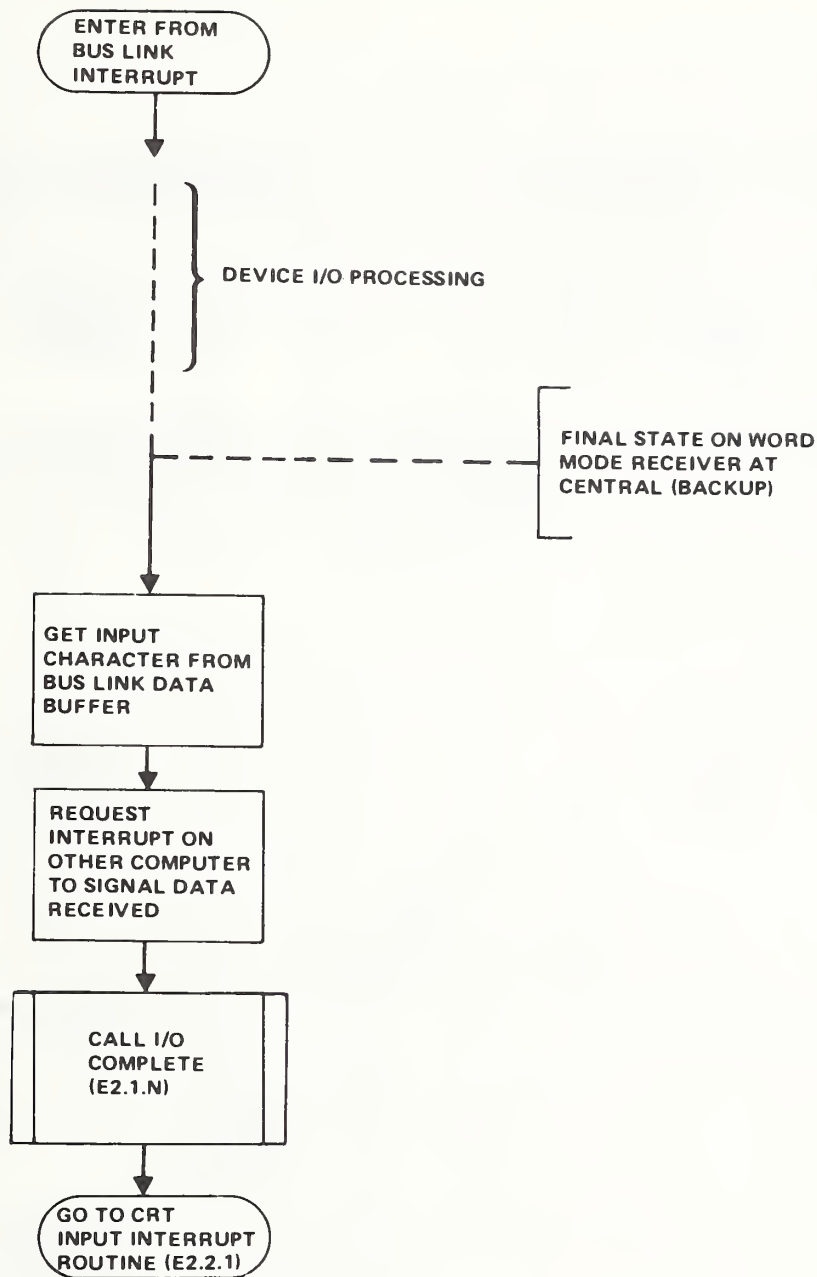 ENTER FROM
BUS LINK
INTERRUPT
DEVICE I/O PROCESSING
FINAL STATE ON WORD
MODE RECEIVER AT
CENTRAL (BACKUP)
GET INPUT
CHARACTER FROM
BUS LINK DATA
BUFFER
REQUEST
INTERRUPT ON
OTHER COMPUTER
TO SIGNAL DATA
RECEIVED
CALL I/O
COMPLETE
(E2.1.N)
GO TO CRT
INPUT INTERRUPT
ROUTINE (E2.2.1)